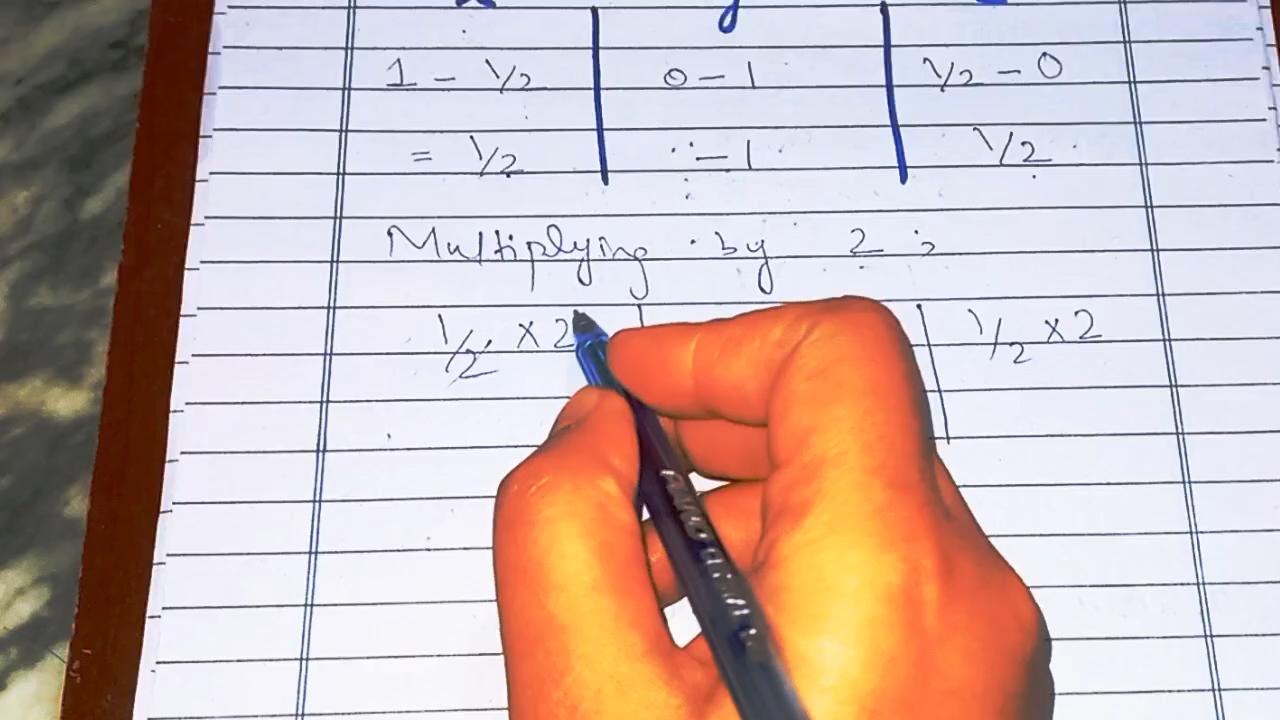 y
1 - 1/2 0 - 1 1/2 - 0
= 1/2 - 1 1/2
Multiplying by 2 ;
1/2 × 2 1/2 × 2